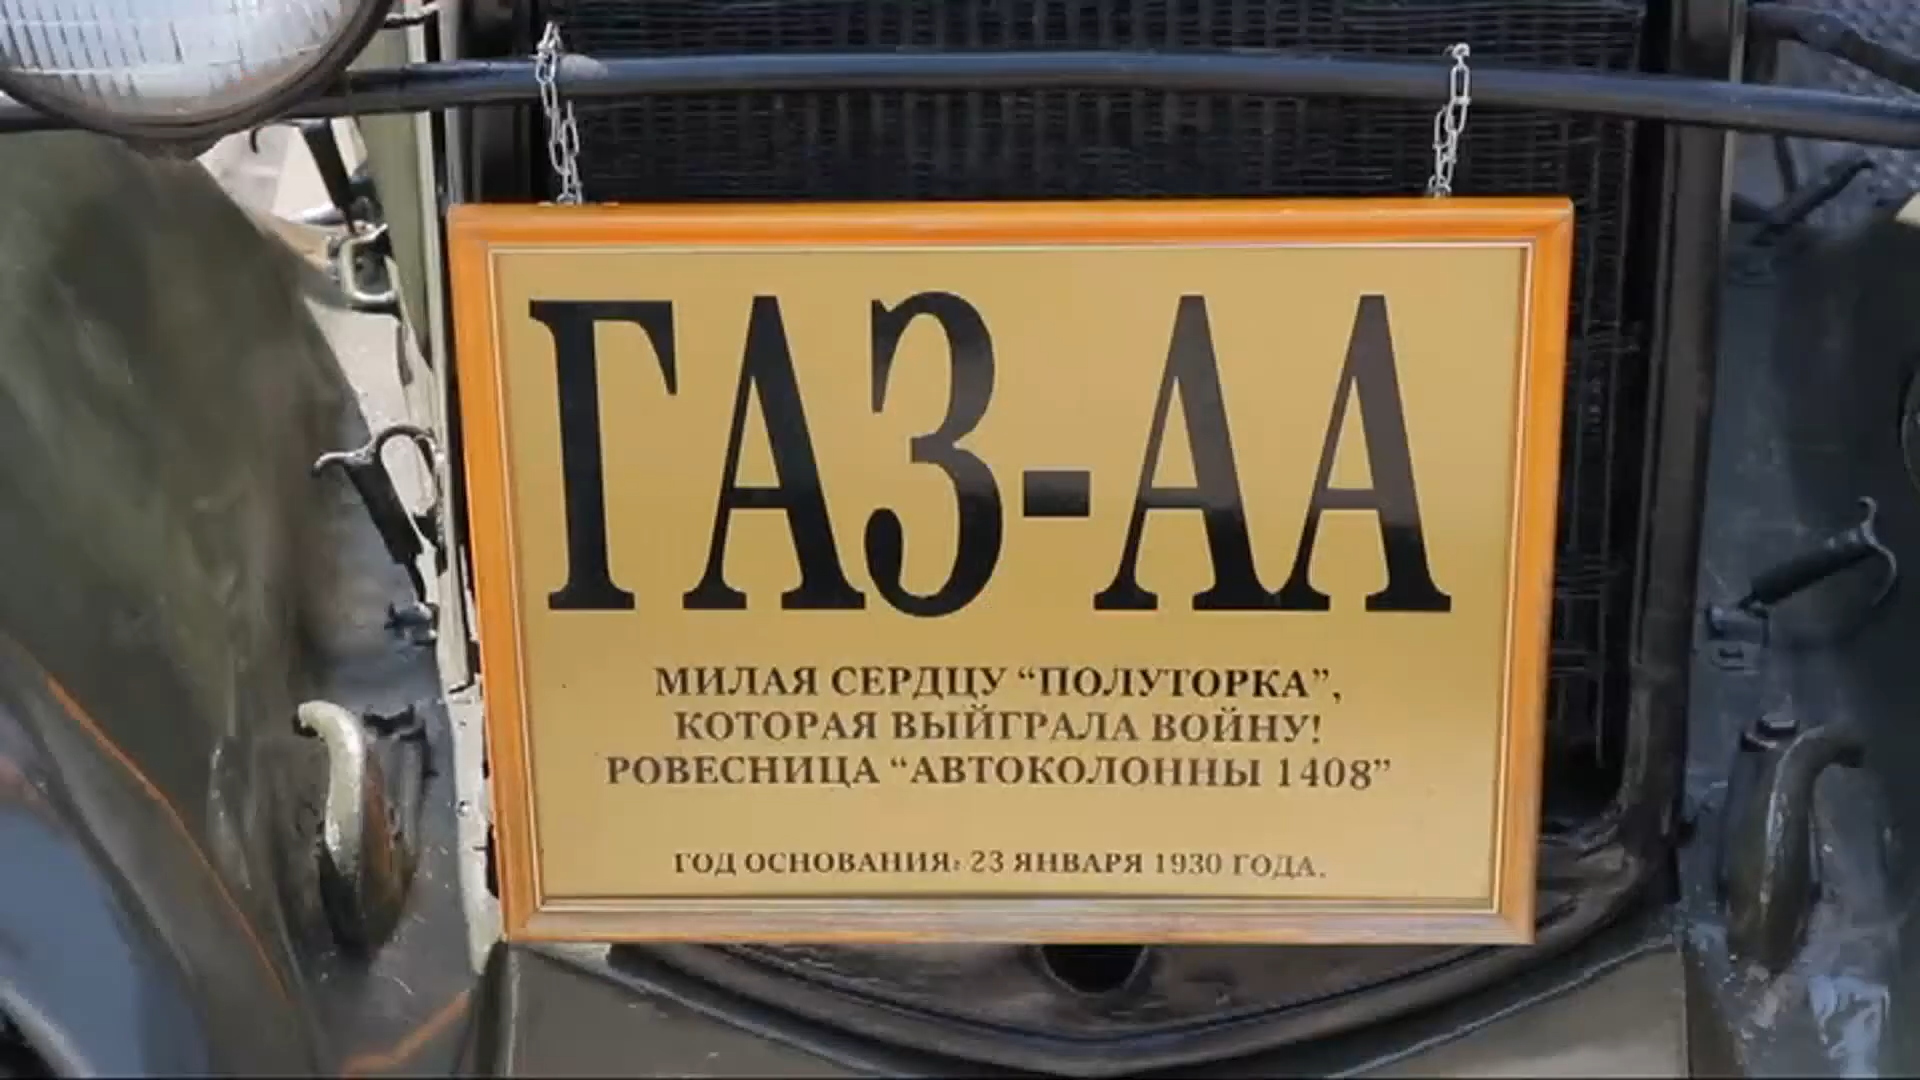 ГАЗ-АА
МИЛАЯ СЕРДЦУ “ПОЛУТОРКА”,
КОТОРАЯ ВЫЙГРАЛА ВОЙНУ!
РОВЕСНИЦА “АВТОКОЛОННЫ 1408”
ГОД ОСНОВАНИЯ: 23 ЯНВАРЯ 1930 ГОДА.